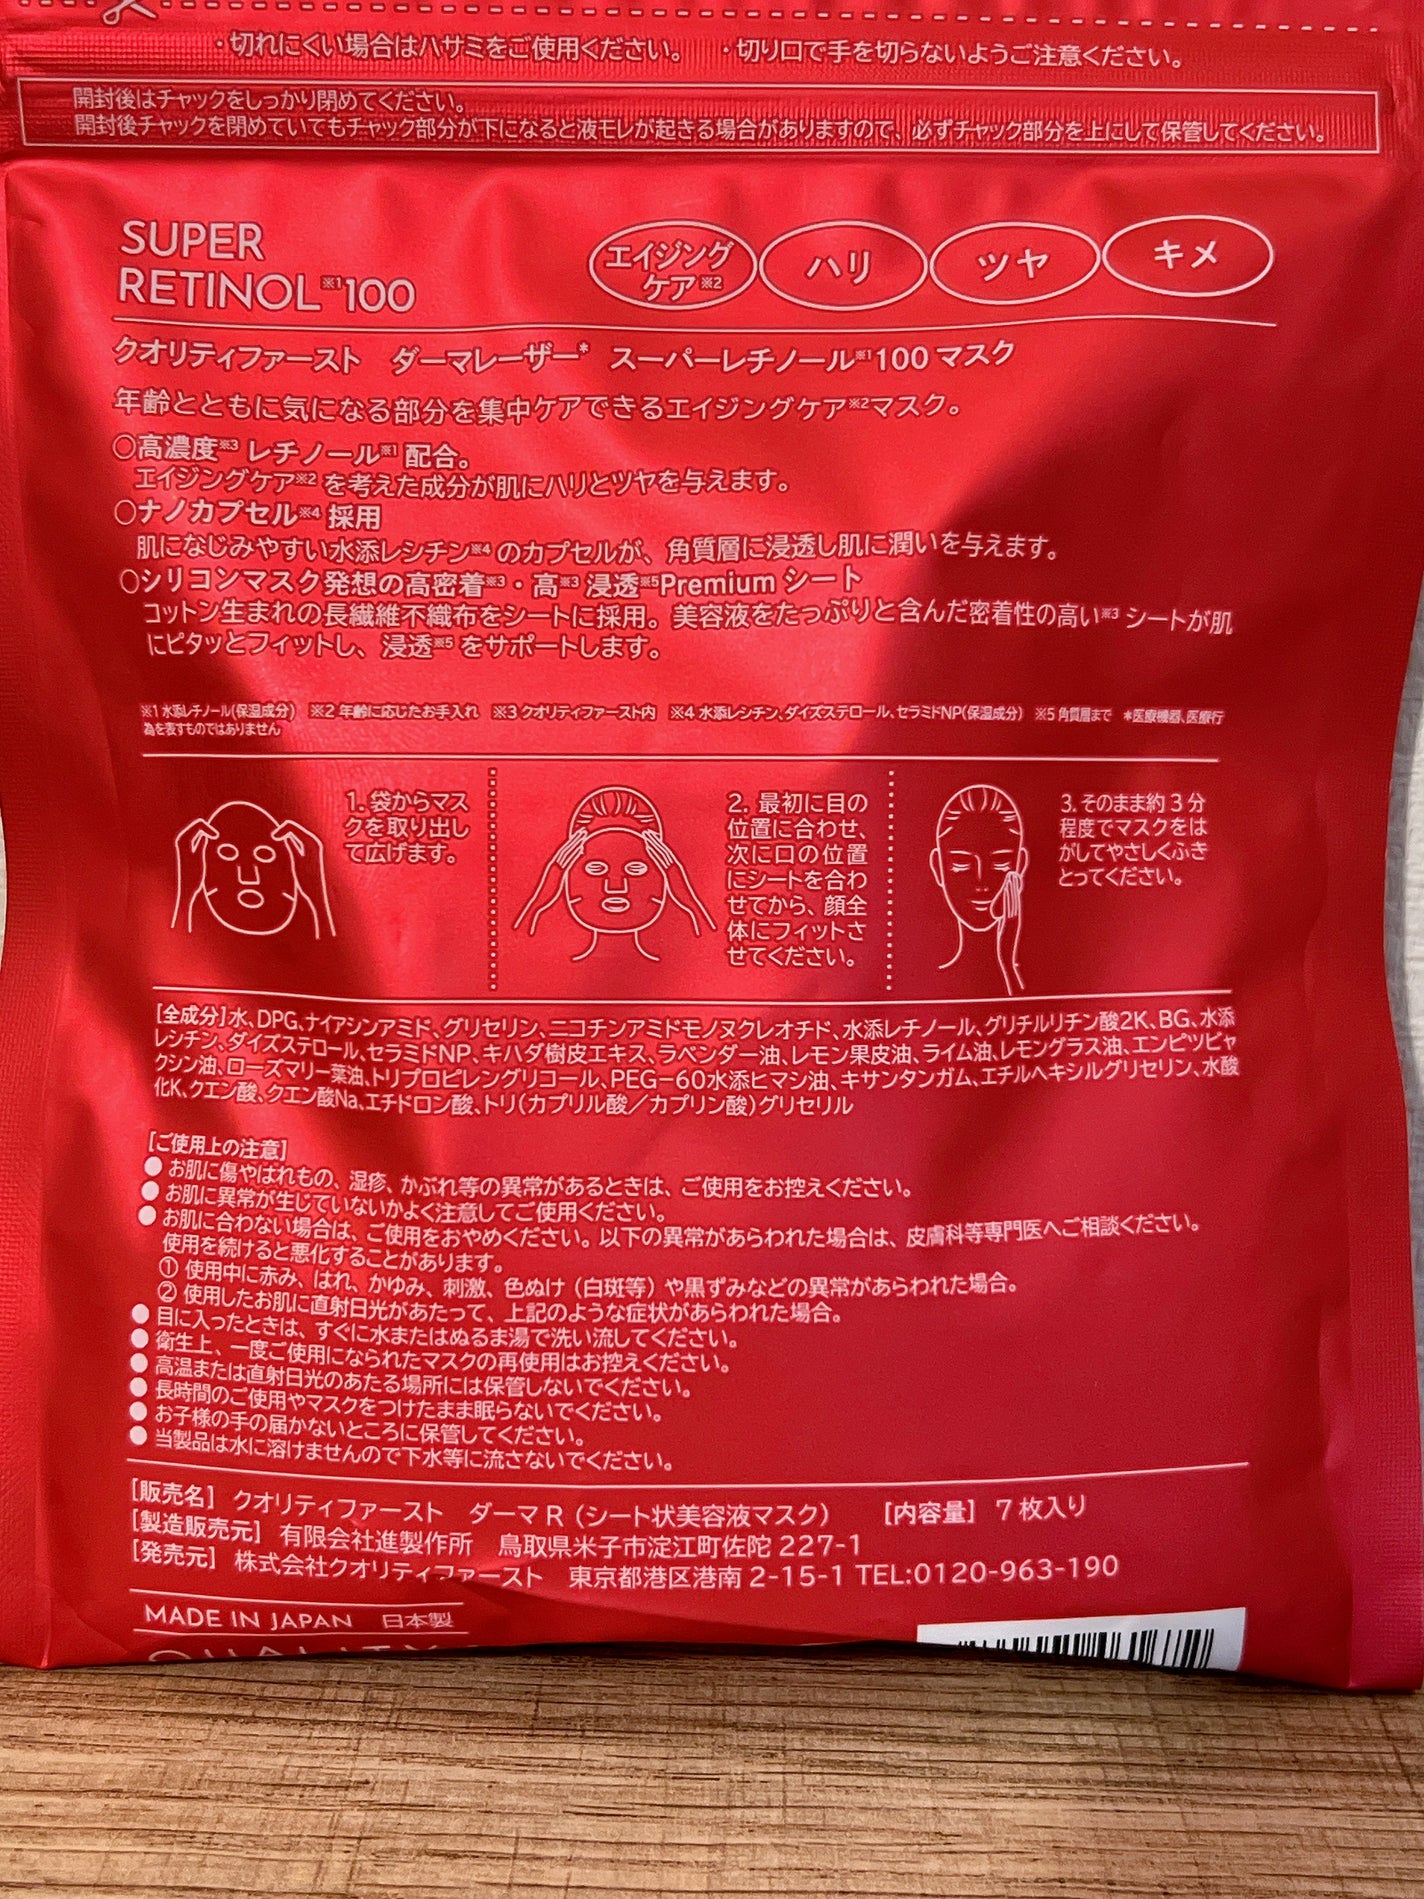 ・切れにくい場合はハサミをご使用ください。 ・切り口で手を切らないようご注意ください。
開封後はチャックをしっかり閉めてください。
開封後チャックを閉めていてもチャック部分が下になると液モレが起きる場合がありますので、必ずチャック部分を上にして保管してください。
SUPER
RETINOL※1 100
エイジング
ケア※2
ハリ
ツヤ
キメ
クオリティファースト ダーマレーザー* スーパーレチノール※1 100 マスク
年齢とともに気になる部分を集中ケアできるエイジングケア※2マスク。
○高濃度※3 レチノール※1 配合。
エイジングケア※2 を考えた成分が肌にハリとツヤを与えます。
○ナノカプセル※4 採用
肌になじみやすい水添レシチン※4 のカプセルが、角質層に浸透し肌に潤いを与えます。
○シリコンマスク発想の高密着※3・高※3 浸透※5Premium シート
コットン生まれの長繊維不織布をシートに採用。美容液をたっぷりと含んだ密着性の高い※3 シートが肌
にピタッとフィットし、浸透※5 をサポートします。
※1 水添レチノール(保湿成分) ※2 年齢に応じたお手入れ ※3 クオリティファースト内 ※4 水添レシチン、ダイズステロール、セラミドNP(保湿成分) ※5 角質層まで *医療機器、医療行
為を表すものではありません
1. 袋からマス
クを取り出し
て広げます。
2. 最初に目の
位置に合わせ、
次に口の位置
にシートを合わ
せてから、顔全
体にフィットさ
せてください。
3. そのまま約 3 分
程度でマスクをは
がしてやさしくふき
とってください。
[全成分]水、DPG、ナイアシンアミド、グリセリン、ニコチンアミドモノヌクレオチド、水添レチノール、グリチルリチン酸2K、BG、水添
レシチン、ダイズステロール、セラミドNP、キハダ樹皮エキス、ラベンダー油、レモン果皮油、ライム油、レモングラス油、エンピツビャ
クシン油、ローズマリー葉油、トリプロピレングリコール、PEG-60水添ヒマシ油、キサンタンガム、エチルヘキシルグリセリン、水酸
化K、クエン酸、クエン酸Na、エチドロン酸、トリ(カプリル酸/カプリン酸)グリセリル
[ご使用上の注意]
● お肌に傷やはれもの、湿疹、かぶれ等の異常があるときは、ご使用をお控えください。
● お肌に異常が生じていないかよく注意してご使用ください。
● お肌に合わない場合は、ご使用をおやめください。以下の異常があらわれた場合は、皮膚科等専門医へご相談ください。
使用を続けると悪化することがあります。
① 使用中に赤み、はれ、かゆみ、刺激、色ぬけ（白斑等）や黒ずみなどの異常があらわれた場合。
② 使用したお肌に直射日光があたって、上記のような症状があらわれた場合。
● 目に入ったときは、すぐに水またはぬるま湯で洗い流してください。
● 衛生上、一度ご使用になられたマスクの再使用はお控えください。
● 高温または直射日光のあたる場所には保管しないでください。
● 長時間のご使用やマスクをつけたまま眠らないでください。
● お子様の手の届かないところに保管してください。
● 当製品は水に溶けませんので下水等に流さないでください。
[販売名] クオリティファースト ダーマ R（シート状美容液マスク） [内容量] 7 枚入り
[製造販売元] 有限会社進製作所 鳥取県米子市淀江町佐陀 227-1
[発売元] 株式会社クオリティファースト 東京都港区港南 2-15-1 TEL:0120-963-190
MADE IN JAPAN 日本製